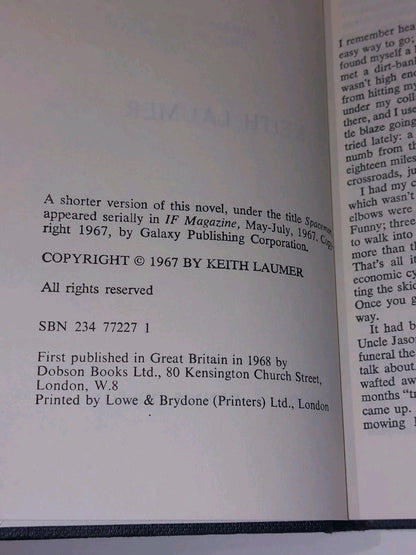 A shorter version of this novel, under the title Spaceman
appeared serially in IF Magazine, May-July, 1967. Copy-
right 1967, by Galaxy Publishing Corporation.
COPYRIGHT © 1967 BY KEITH LAUMER
All rights reserved
SBN 234 77227 1
First published in Great Britain in 1968 by
Dobson Books Ltd., 80 Kensington Church Street,
London, W.8
Printed by Lowe & Brydone (Printers) Ltd., London
I remember hea
easy way to go;
found myself a
met a dirt-ban
wasn't high en
from hitting my
under my coll
there, and I use
tle blaze going
tried lately: a
numb from th
eighteen miles
crossroads, ju
I had my
which wasn't
elbows were
Funny; three
to walk into
more than th
That's all it
economic cy
ting the skid
Once you g
way.
It had b
Uncle Jason
funeral the
talk about.
wafted aw
months "tr
came up.
mowing